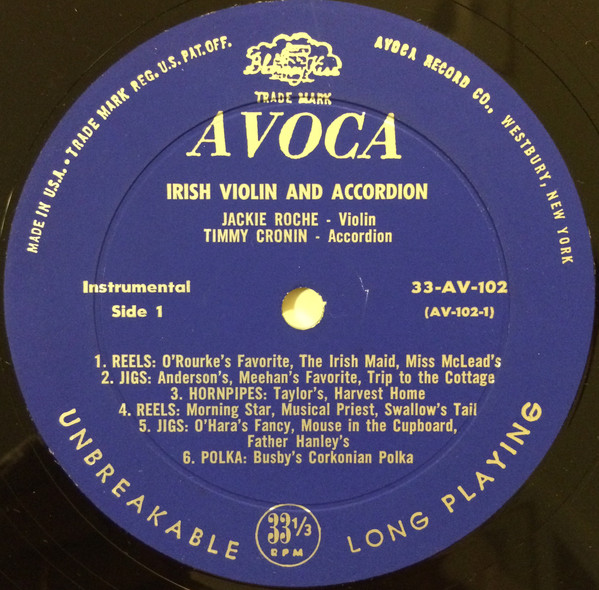 MADE IN U.S.A. • TRADE MARK REG. U.S. PAT. OFF.
Blarney Kiss
TRADE MARK
AVOCA RECORD CO., WESTBURY, NEW YORK
AVOCA
IRISH VIOLIN AND ACCORDION
JACKIE ROCHE - Violin
TIMMY CRONIN - Accordion
Instrumental
Side 1
33-AV-102
(AV-102-1)
1. REELS: O'Rourke's Favorite, The Irish Maid, Miss McLead's
2. JIGS: Anderson's, Meehan's Favorite, Trip to the Cottage
3. HORNPIPES: Taylor's, Harvest Home
4. REELS: Morning Star, Musical Priest, Swallow's Tail
5. JIGS: O'Hara's Fancy, Mouse in the Cupboard,
Father Hanley's
6. POLKA: Busby's Corkonian Polka
UNBREAKABLE
33 1/3
RPM
LONG PLAYING